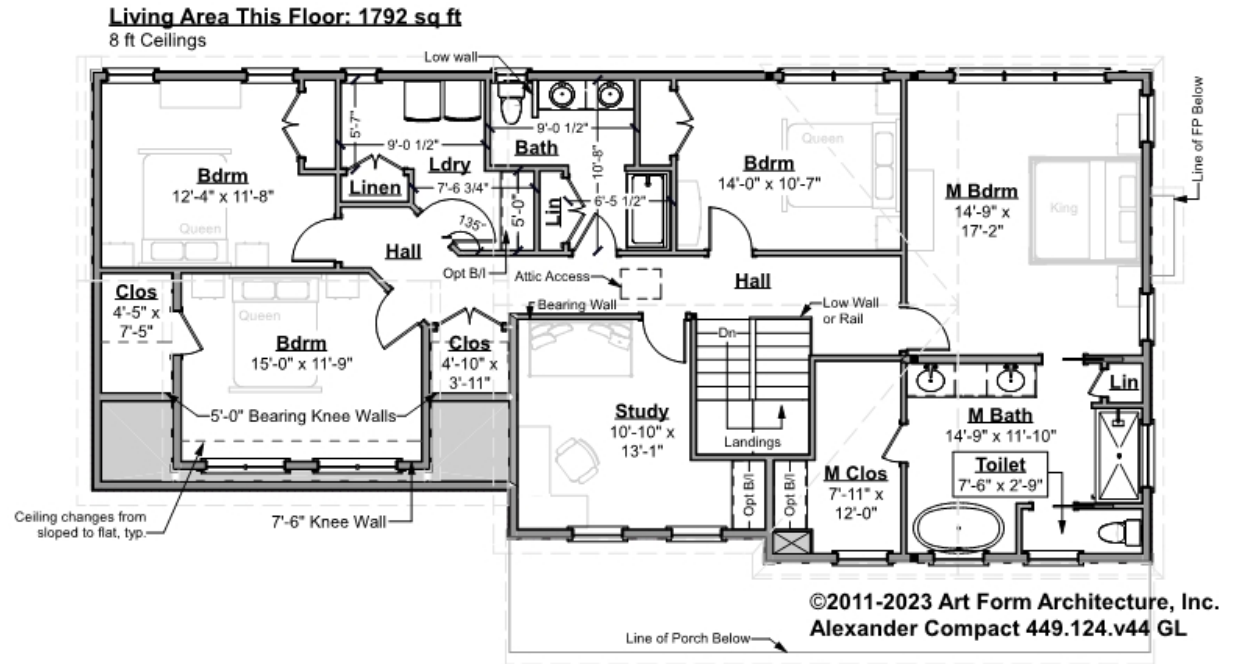 Living Area This Floor: 1792 sq ft
8 ft Ceilings
Low wall
Line of FP Below
5'-7"
9'-0 1/2"
9'-0 1/2"
Bath
Ldry
10'-8"
Queen
Bdrm
14'-0" x 10'-7"
Bdrm
12'-4" x 11'-8"
Linen
7'-6 3/4"
5'-0"
Lin
6'-5 1/2"
M Bdrm
14'-9" x
17'-2"
King
Queen
135°
Hall
Opt B/I
Attic Access
Hall
Clos
4'-5" x
7'-5"
Queen
Bearing Wall
Low Wall
or Rail
Bdrm
15'-0" x 11'-9"
Clos
4'-10" x
3'-11"
Dn
Lin
5'-0" Bearing Knee Walls
Study
10'-10" x
13'-1"
Landings
M Bath
14'-9" x 11'-10"
Toilet
7'-6" x 2'-9"
M Clos
7'-11" x
12'-0"
Opt B/I
Opt B/I
Ceiling changes from
sloped to flat, typ.
7'-6" Knee Wall
©2011-2023 Art Form Architecture, Inc.
Alexander Compact 449.124.v44 GL
Line of Porch Below